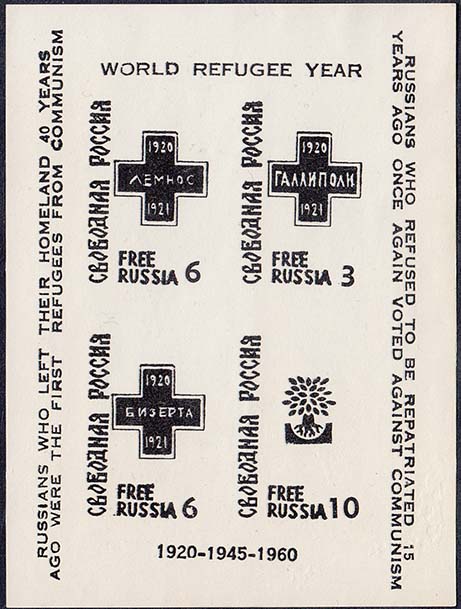 WORLD REFUGEE YEAR
RUSSIANS WHO LEFT THEIR HOMELAND 40 YEARS
AGO WERE THE FIRST REFUGEES FROM COMMUNISM
СВОБОДНАЯ РОССИЯ
1920
ЛЕМНОС
1921
FREE
RUSSIA 6
СВОБОДНАЯ РОССИЯ
1920
ГАЛЛИПОЛИ
1921
FREE
RUSSIA 3
СВОБОДНАЯ РОССИЯ
1920
БИЗЕРТА
1921
FREE
RUSSIA 6
СВОБОДНАЯ РОССИЯ
FREE
RUSSIA 10
RUSSIANS WHO REFUSED TO BE REPATRIATED 15
YEARS AGO ONCE AGAIN VOTED AGAINST COMMUNISM
1920-1945-1960